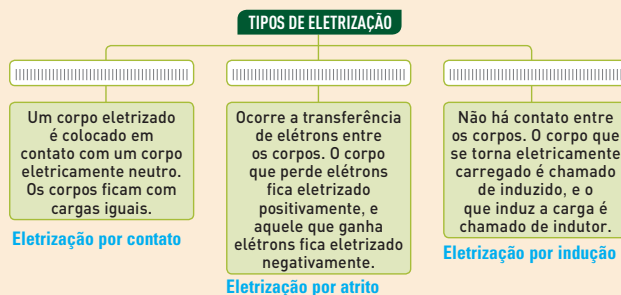 TIPOS DE ELETRIZAÇÃO
Um corpo eletrizado
é colocado em
contato com um corpo
eletricamente neutro.
Os corpos ficam com
cargas iguais.
Eletrização por contato
Ocorre a transferência
de elétrons entre
os corpos. O corpo
que perde elétrons
fica eletrizado
positivamente, e
aquele que ganha
elétrons fica eletrizado
negativamente.
Eletrização por atrito
Não há contato entre
os corpos. O corpo que
se torna eletricamente
carregado é chamado
de induzido, e o
que induz a carga é
chamado de indutor.
Eletrização por indução